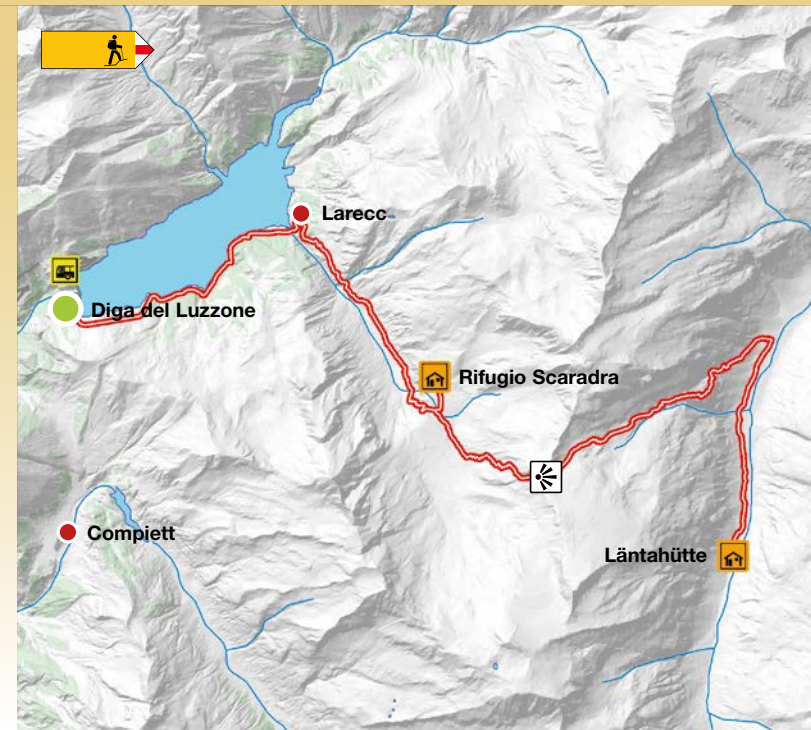 Larecc
Diga del Luzzone
Rifugio Scaradra
Compiett
Läntahütte